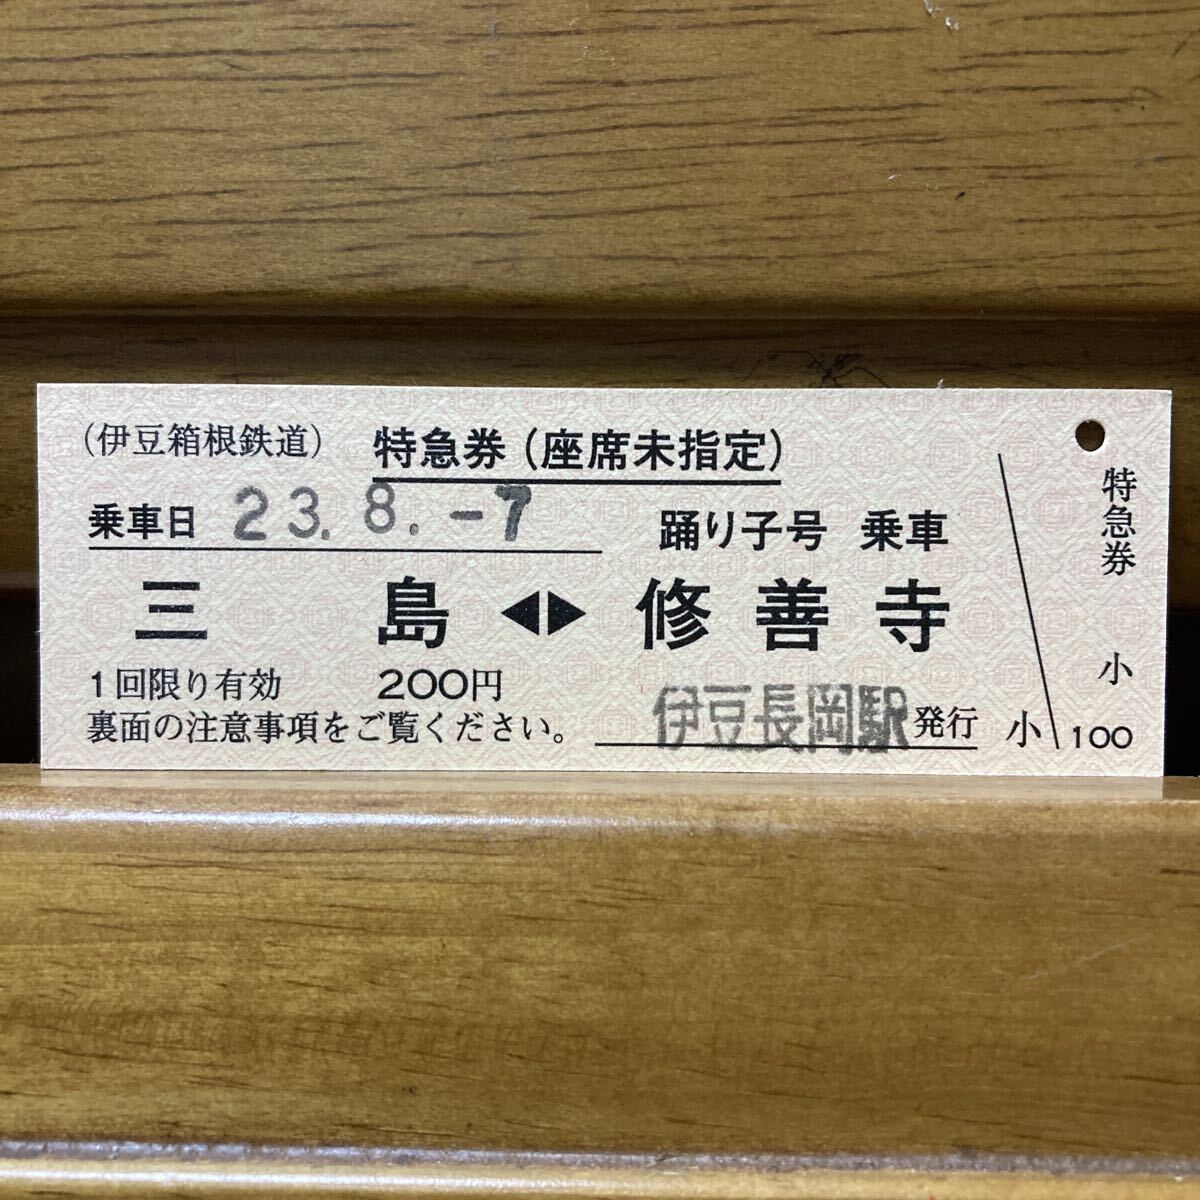 (伊豆箱根鉄道) 特急券(座席未指定)
乗車日 23.8.-7 踊り子号 乗車
三島◀▶修善寺
1回限り有効 200円
裏面の注意事項をご覧ください。 伊豆長岡駅 発行 小
特急券
小
100